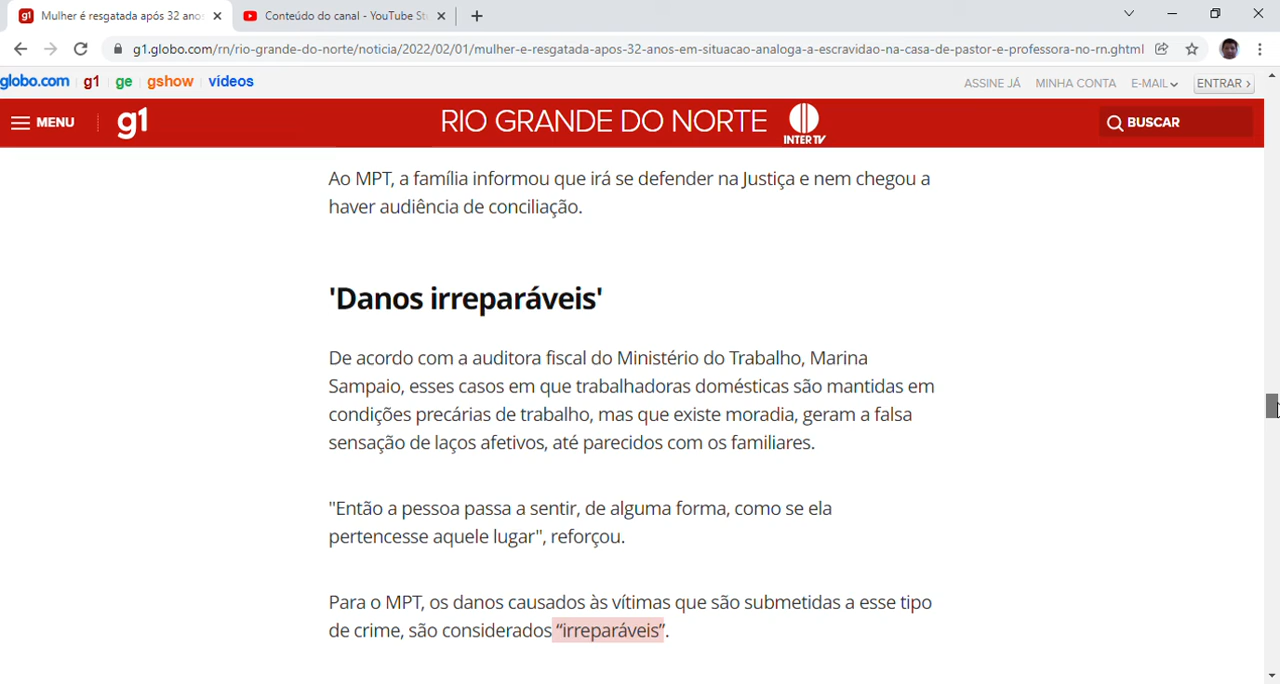 Mulher é resgatada após 32 anos
Conteúdo do canal - YouTube St
g1.globo.com/rn/rio-grande-do-norte/noticia/2022/02/01/mulher-e-resgatada-apos-32-anos-em-situacao-analoga-a-escravidao-na-casa-de-pastor-e-professora-no-rn.ghtml
globo.com g1 ge gshow vídeos ASSINE JÁ MINHA CONTA E-MAIL ENTRAR ›
MENU g1 RIO GRANDE DO NORTE INTER TV BUSCAR
Ao MPT, a família informou que irá se defender na Justiça e nem chegou a
haver audiência de conciliação.
'Danos irreparáveis'
De acordo com a auditora fiscal do Ministério do Trabalho, Marina
Sampaio, esses casos em que trabalhadoras domésticas são mantidas em
condições precárias de trabalho, mas que existe moradia, geram a falsa
sensação de laços afetivos, até parecidos com os familiares.
"Então a pessoa passa a sentir, de alguma forma, como se ela
pertencesse aquele lugar", reforçou.
Para o MPT, os danos causados às vítimas que são submetidas a esse tipo
de crime, são considerados “irreparáveis”.